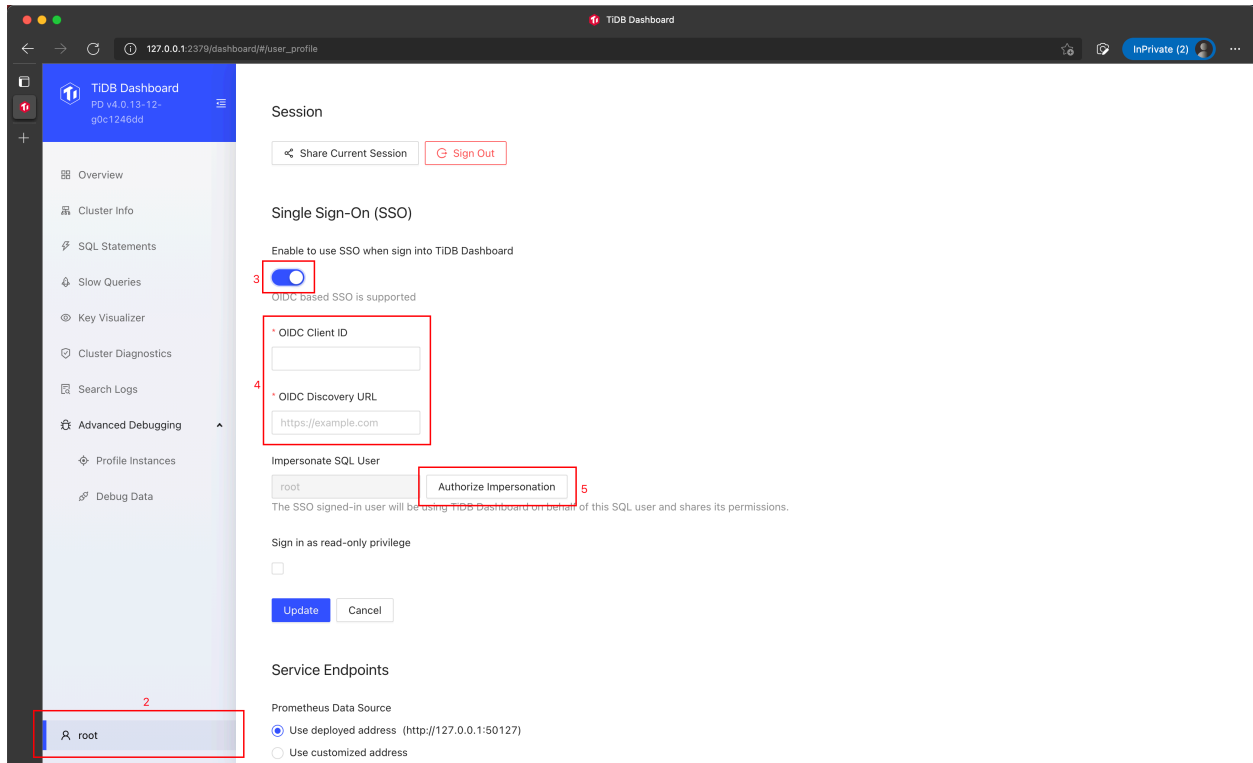 TiDB Dashboard
127.0.0.1:2379/dashboard/#/user_profile
InPrivate (2)
TiDB Dashboard
PD v4.0.13-12-
g0c1246dd
Overview
Cluster Info
SQL Statements
Slow Queries
Key Visualizer
Cluster Diagnostics
Search Logs
Advanced Debugging
Profile Instances
Debug Data
2
root
Session
Share Current Session
Sign Out
Single Sign-On (SSO)
Enable to use SSO when sign into TiDB Dashboard
3
OIDC based SSO is supported
* OIDC Client ID
4
* OIDC Discovery URL
https://example.com
Impersonate SQL User
root
Authorize Impersonation
5
The SSO signed-in user will be using TiDB Dashboard on behalf of this SQL user and shares its permissions.
Sign in as read-only privilege
Update
Cancel
Service Endpoints
Prometheus Data Source
Use deployed address (http://127.0.0.1:50127)
Use customized address